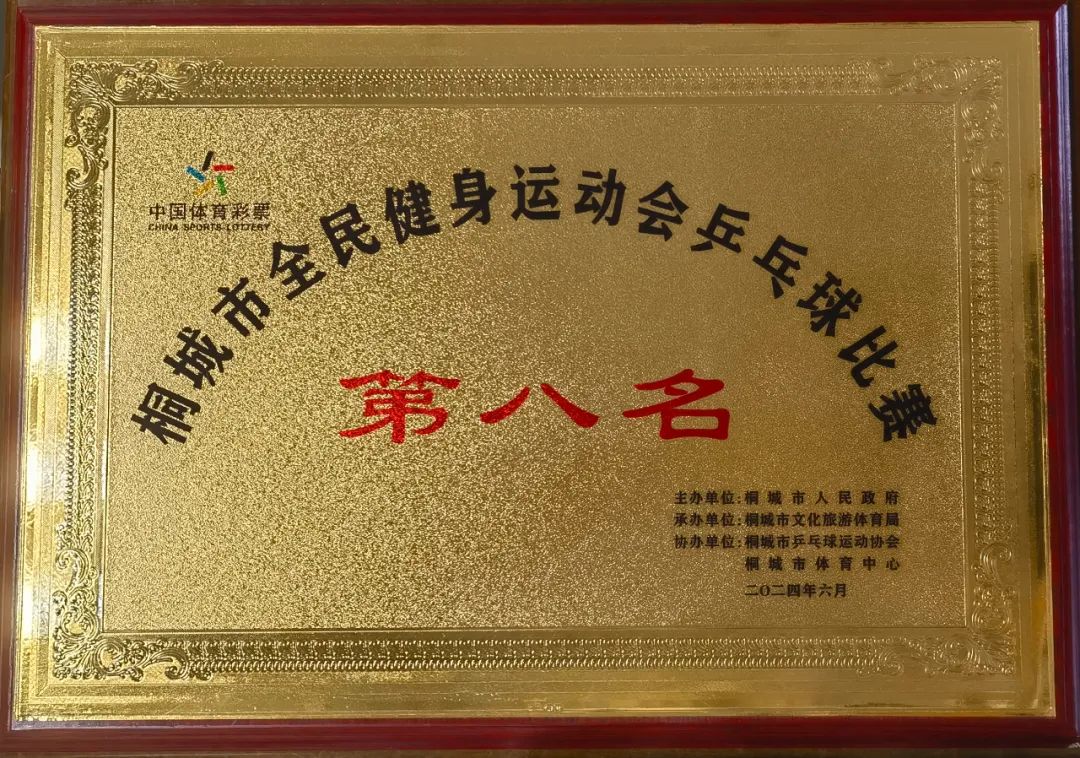 中国体育彩票
CHINA SPORTS LOTTERY
桐城市全民健身运动会乒乓球比赛
第八名
主办单位:桐城市人民政府
承办单位:桐城市文化旅游体育局
协办单位:桐城市乒乓球运动协会
桐城市体育中心
二〇二四年六月